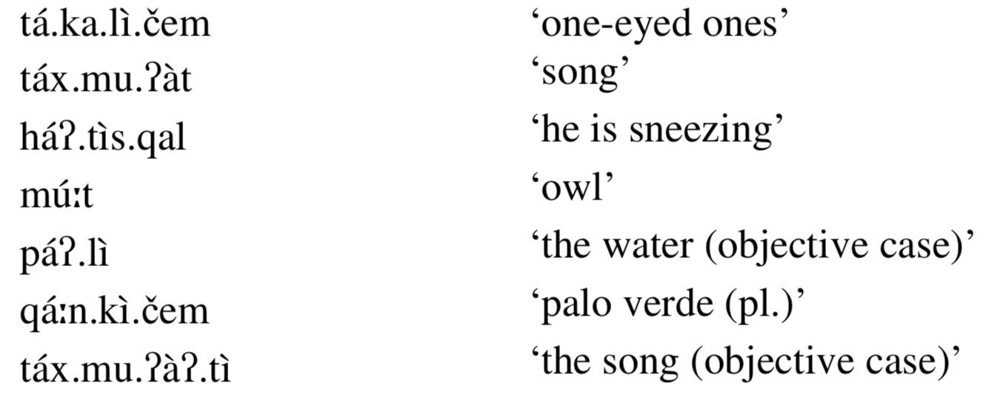 tá.ka.lì.čem ‘one-eyed ones’
táx.mu.ʔàt ‘song’
háʔ.tìs.qal ‘he is sneezing’
múːt ‘owl’
páʔ.lì ‘the water (objective case)’
qáːn.kì.čem ‘palo verde (pl.)’
táx.mu.ʔàʔ.tì ‘the song (objective case)’